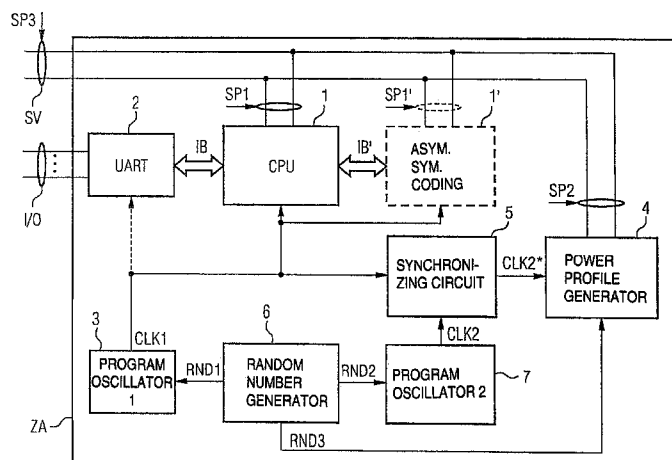 SP3
SV
SP1
1
SP1'
1'
2
UART
IB
CPU
IB'
ASYM.
SYM.
CODING
I/O
SP2
4
5
SYNCHRONI-
ZING CIRCUIT
CLK2*
POWER
PROFILE
GENERATOR
3
CLK1
6
CLK2
PROGRAM
OSCILLATOR
1
RND1
RANDOM
NUMBER
GENERATOR
RND2
PROGRAM
OSCILLATOR 2
7
ZA
RND3